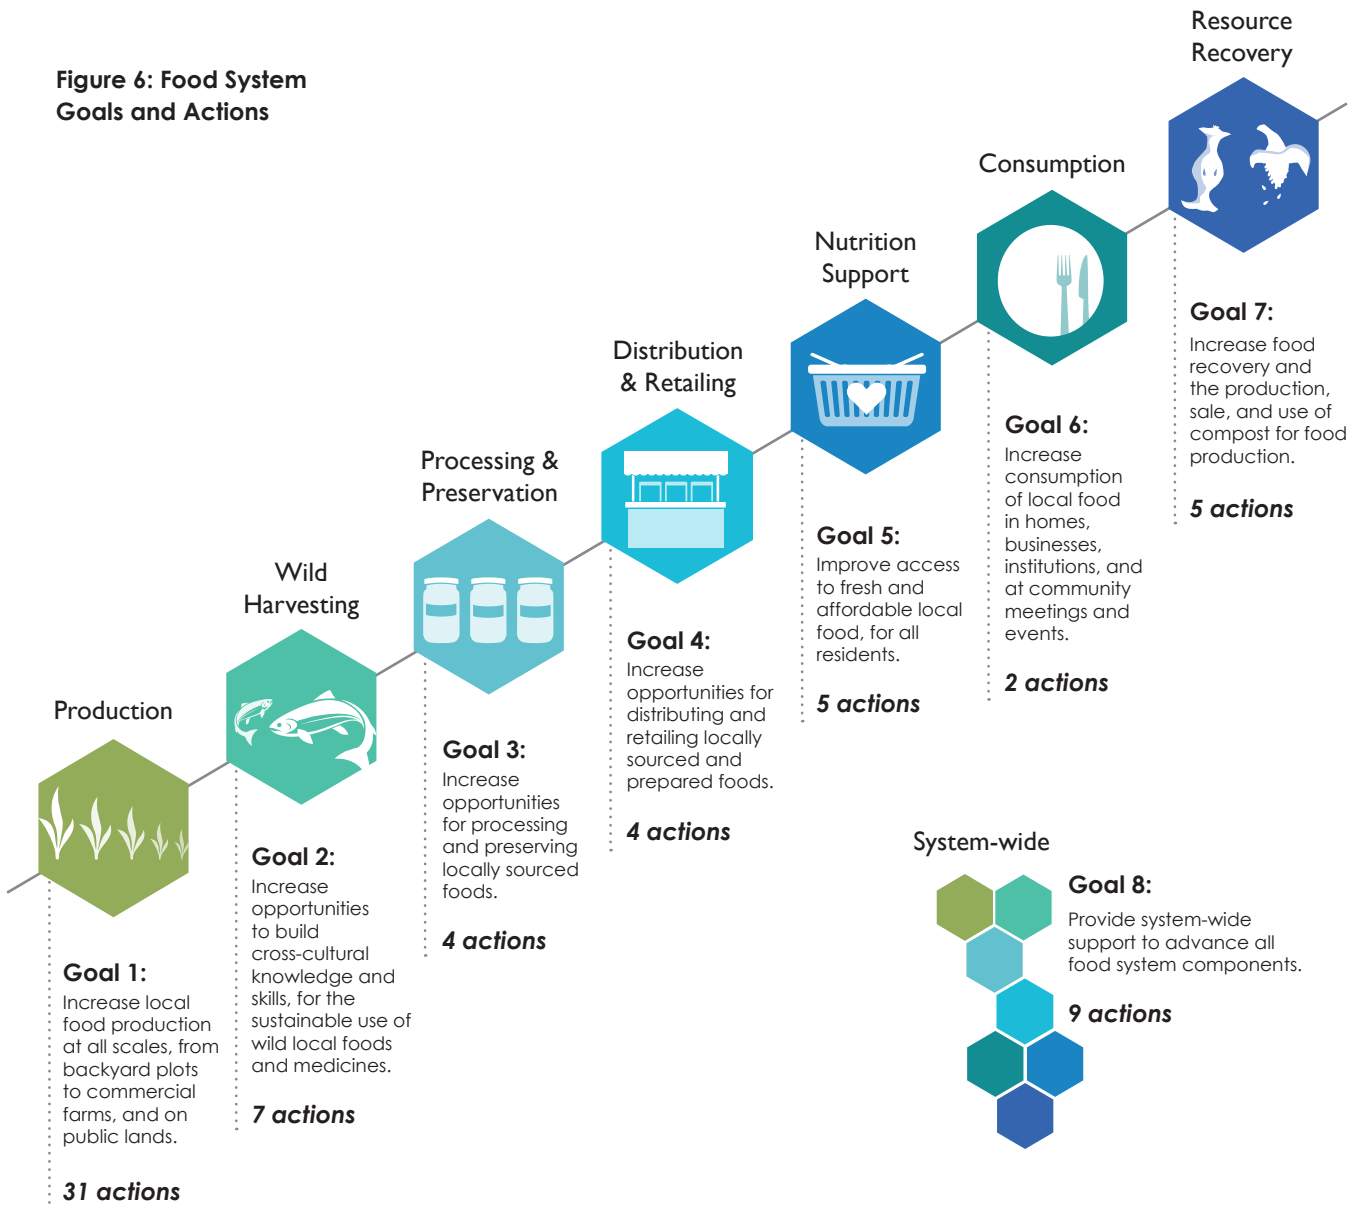 Figure 6: Food System
Goals and Actions
Production
Goal 1:
Increase local
food production
at all scales, from
backyard plots
to commercial
farms, and on
public lands.
31 actions
Wild
Harvesting
Goal 2:
Increase
opportunities
to build
cross-cultural
knowledge and
skills, for the
sustainable use of
wild local foods
and medicines.
7 actions
Processing &
Preservation
Goal 3:
Increase
opportunities
for processing
and preserving
locally sourced
foods.
4 actions
Distribution
& Retailing
Goal 4:
Increase
opportunities for
distributing and
retailing locally
sourced and
prepared foods.
4 actions
Nutrition
Support
Goal 5:
Improve access
to fresh and
affordable local
food, for all
residents.
5 actions
Consumption
Goal 6:
Increase
consumption
of local food
in homes,
businesses,
institutions, and
at community
meetings and
events.
2 actions
Resource
Recovery
Goal 7:
Increase food
recovery and
the production,
sale, and use of
compost for food
production.
5 actions
System-wide
Goal 8:
Provide system-wide
support to advance all
food system components.
9 actions